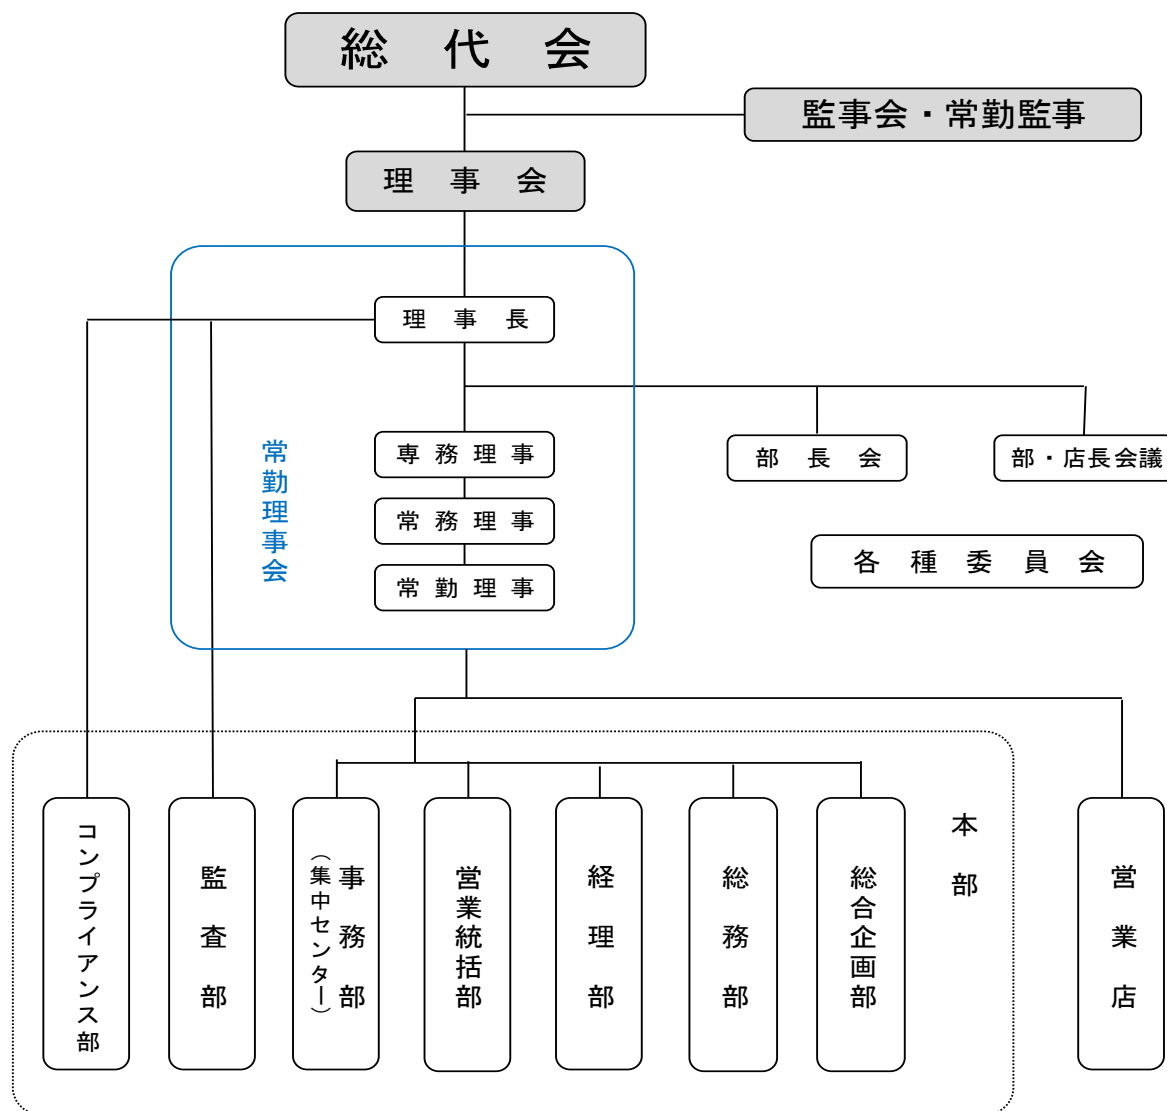 総代会
監事会・常勤監事
理事会
理事長
常勤理事会
専務理事
部長会
部・店長会議
常務理事
各種委員会
常勤理事
コンプライアンス部
監査部
事務部
（集中センター）
営業統括部
経理部
総務部
総合企画部
本部
営業店